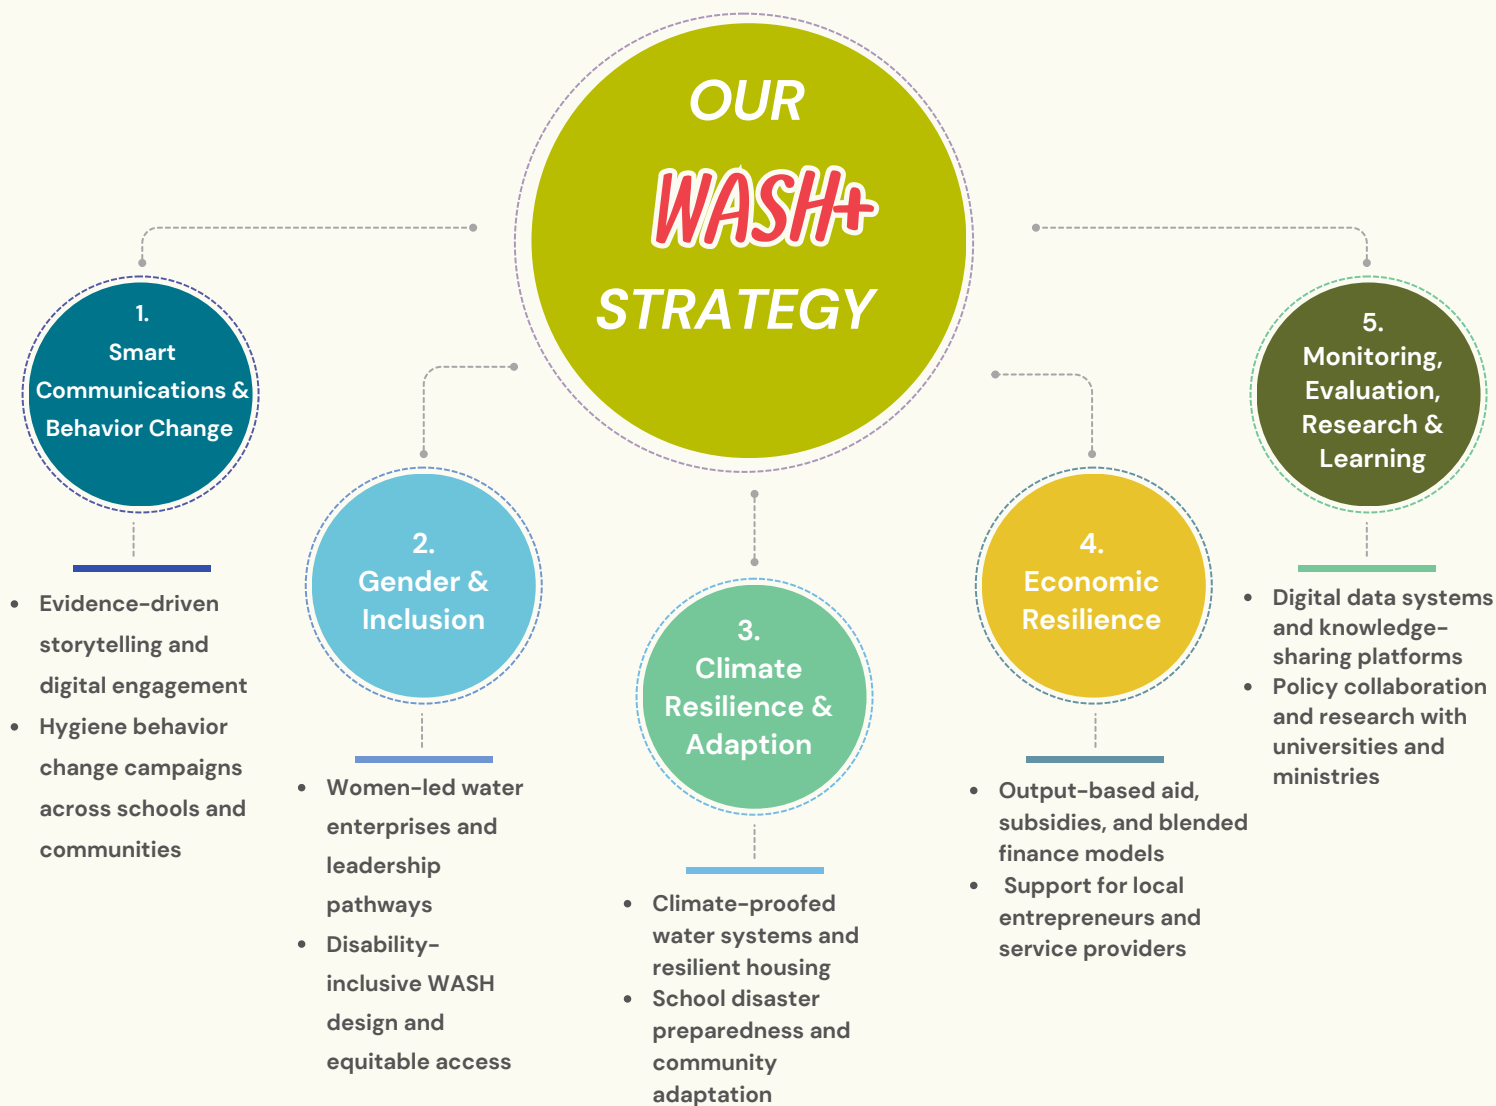 OUR
WASH+
STRATEGY
1.
Smart
Communications &
Behavior Change
• Evidence-driven
storytelling and
digital engagement
• Hygiene behavior
change campaigns
across schools and
communities
2.
Gender &
Inclusion
• Women-led water
enterprises and
leadership
pathways
• Disability-
inclusive WASH
design and
equitable access
3.
Climate
Resilience &
Adaption
• Climate-proofed
water systems and
resilient housing
• School disaster
preparedness and
community
adaptation
4.
Economic
Resilience
• Output-based aid,
subsidies, and blended
finance models
• Support for local
entrepreneurs and
service providers
5.
Monitoring,
Evaluation,
Research &
Learning
• Digital data systems
and knowledge-
sharing platforms
• Policy collaboration
and research with
universities and
ministries